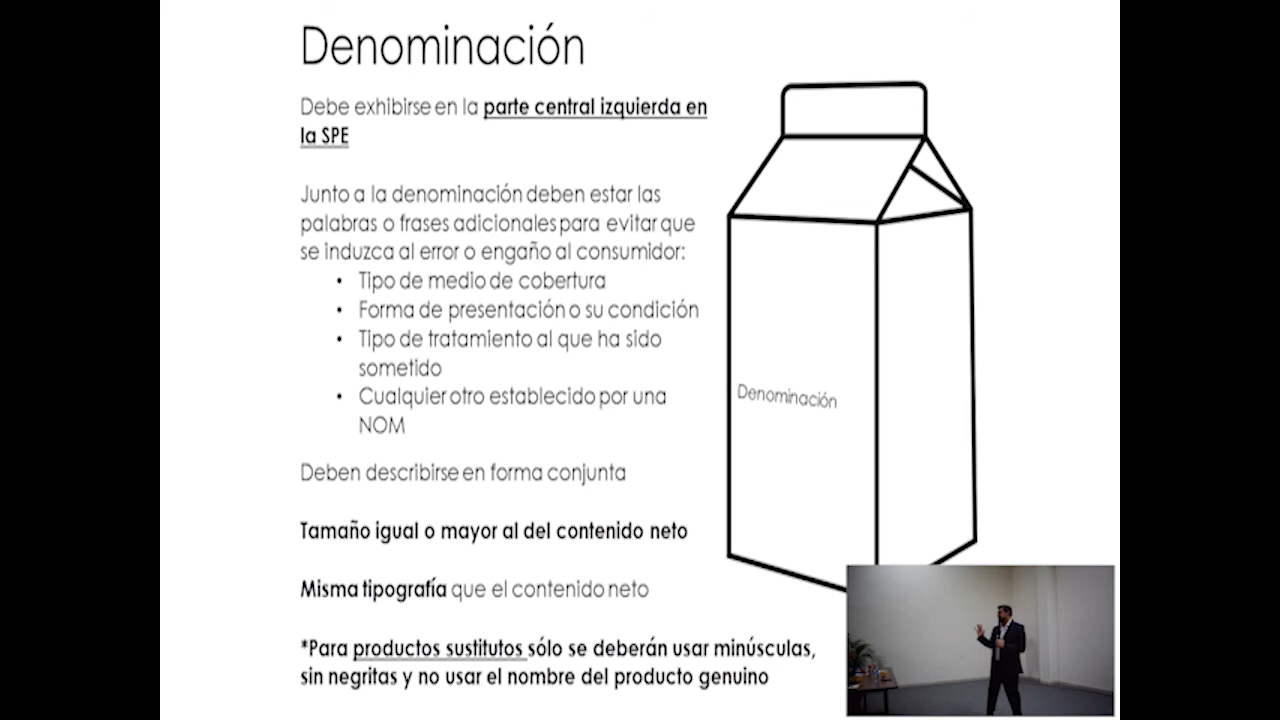 Denominación
Debe exhibirse en la parte central izquierda en
la SPE
Junto a la denominación deben estar las
palabras o frases adicionales para evitar que
se induzca al error o engaño al consumidor:
• Tipo de medio de cobertura
• Forma de presentación o su condición
• Tipo de tratamiento al que ha sido
sometido
• Cualquier otro establecido por una
NOM
Deben describirse en forma conjunta
Tamaño igual o mayor al del contenido neto
Misma tipografía que el contenido neto
*Para productos sustitutos sólo se deberán usar minúsculas,
sin negritas y no usar el nombre del producto genuino
Denominación